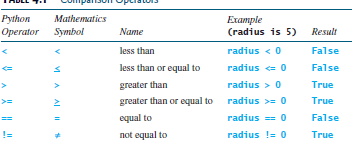 TABLE 4.1 Comparison Operators
Python Mathematics Example
Operator Symbol Name (radius is 5) Result
< < less than radius < 0 False
<= ≤ less than or equal to radius <= 0 False
> > greater than radius > 0 True
>= ≥ greater than or equal to radius >= 0 True
== = equal to radius == 0 False
!= ≠ not equal to radius != 0 True